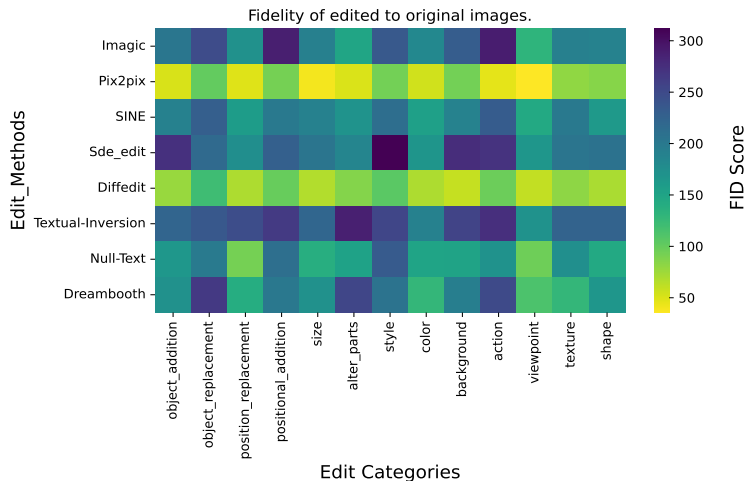 Fidelity of edited to original images.
Edit_Methods
Imagic
Pix2pix
SINE
Sde_edit
Diffedit
Textual-Inversion
Null-Text
Dreambooth
object_addition
object_replacement
position_replacement
positional_addition
size
alter_parts
style
color
background
action
viewpoint
texture
shape
Edit Categories
300
250
200
150
100
50
FID Score